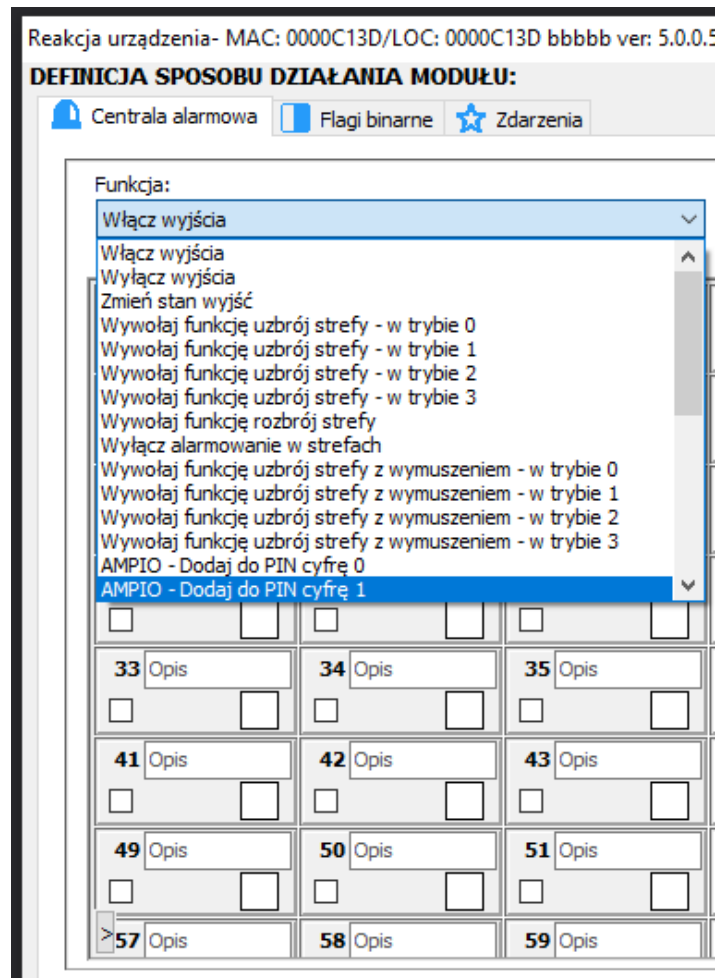 Reakcja urządzenia- MAC: 0000C13D/LOC: 0000C13D bbbbb ver: 5.0.0.5
DEFINICJA SPOSOBU DZIAŁANIA MODUŁU:
Centrala alarmowa Flagi binarne Zdarzenia
Funkcja:
Włącz wyjścia
Włącz wyjścia
Wyłącz wyjścia
Zmień stan wyjść
Wywołaj funkcję uzbrój strefy - w trybie 0
Wywołaj funkcję uzbrój strefy - w trybie 1
Wywołaj funkcję uzbrój strefy - w trybie 2
Wywołaj funkcję uzbrój strefy - w trybie 3
Wywołaj funkcję rozbrój strefy
Wyłącz alarmowanie w strefach
Wywołaj funkcję uzbrój strefy z wymuszeniem - w trybie 0
Wywołaj funkcję uzbrój strefy z wymuszeniem - w trybie 1
Wywołaj funkcję uzbrój strefy z wymuszeniem - w trybie 2
Wywołaj funkcję uzbrój strefy z wymuszeniem - w trybie 3
AMPIO - Dodaj do PIN cyfrę 0
AMPIO - Dodaj do PIN cyfrę 1
33 Opis 34 Opis 35 Opis
41 Opis 42 Opis 43 Opis
49 Opis 50 Opis 51 Opis
> 57 Opis 58 Opis 59 Opis